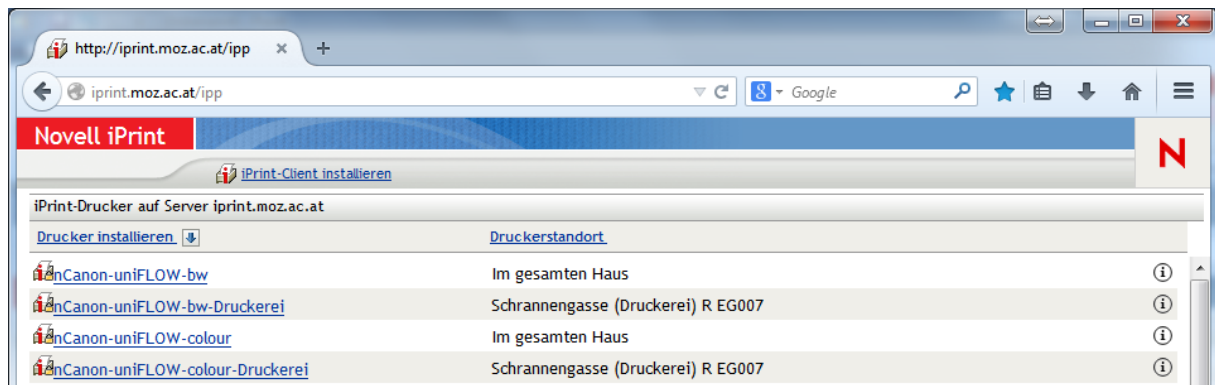 http://iprint.moz.ac.at/ipp
iprint.moz.ac.at/ipp
8 Google
Novell iPrint
N
iPrint-Client installieren
iPrint-Drucker auf Server iprint.moz.ac.at
Drucker installieren Druckerstandort
nCanon-uniFLOW-bw Im gesamten Haus
nCanon-uniFLOW-bw-Druckerei Schrannengasse (Druckerei) R EG007
nCanon-uniFLOW-colour Im gesamten Haus
nCanon-uniFLOW-colour-Druckerei Schrannengasse (Druckerei) R EG007